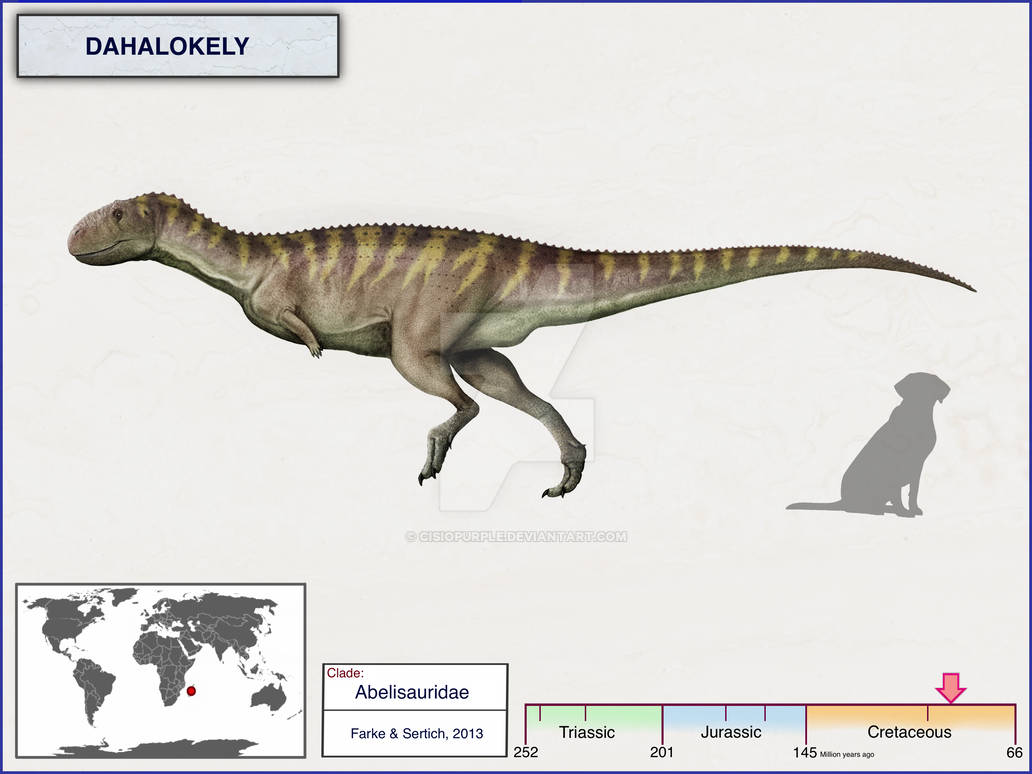 DAHALOKELY
© CISIOPURPLE.DEVIANTART.COM
Clade:
Abelisauridae
Farke & Sertich, 2013
Triassic
Jurassic
Cretaceous
252
201
145 Million years ago
66